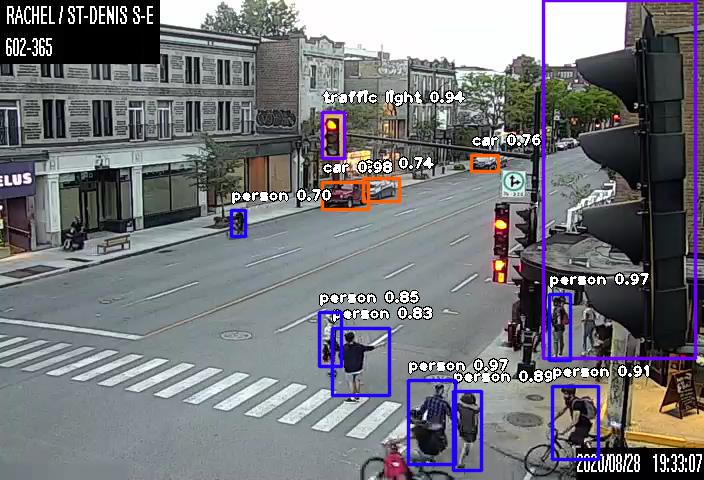 RACHEL / ST-DENIS S-E
602-365
traffic light 0.94
car 0.76
car 0.98
0.74
person 0.70
ELUS
person 0.97
person 0.85
person 0.83
person 0.97
person 0.89
person 0.91
2020/08/28 19:33:07